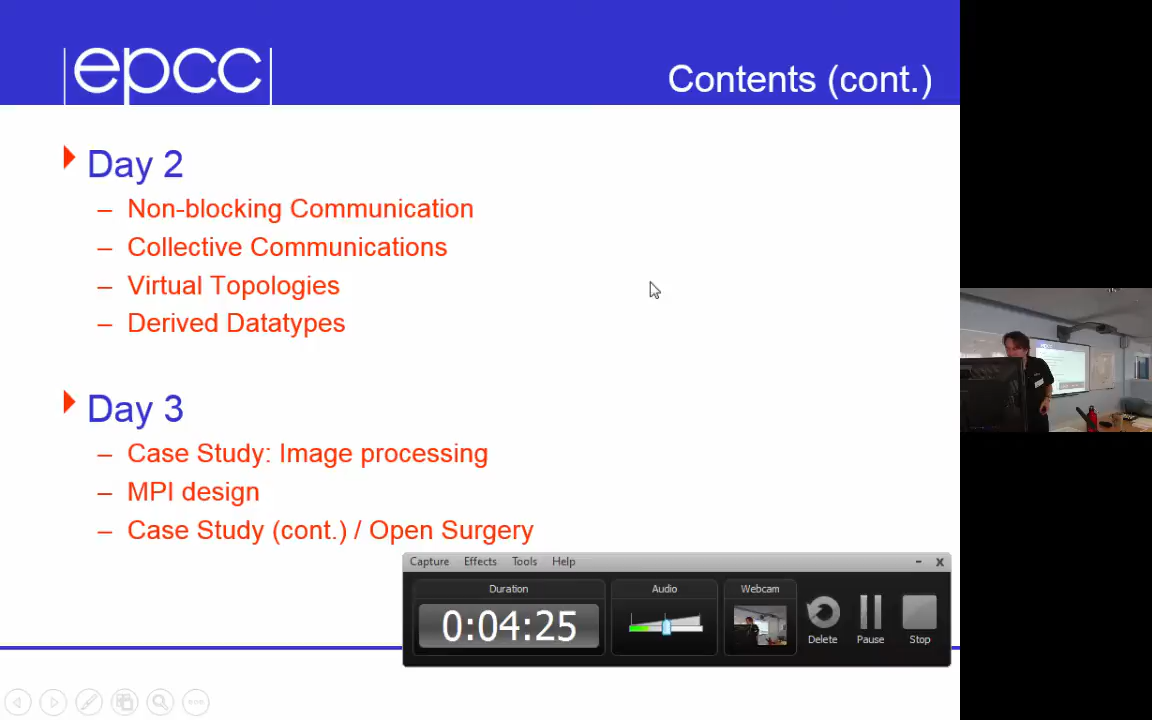 epcc
Contents (cont.)
Day 2
– Non-blocking Communication
– Collective Communications
– Virtual Topologies
– Derived Datatypes
Day 3
– Case Study: Image processing
– MPI design
– Case Study (cont.) / Open Surgery
Capture Effects Tools Help
Duration Audio Webcam
0:04:25
Delete Pause Stop